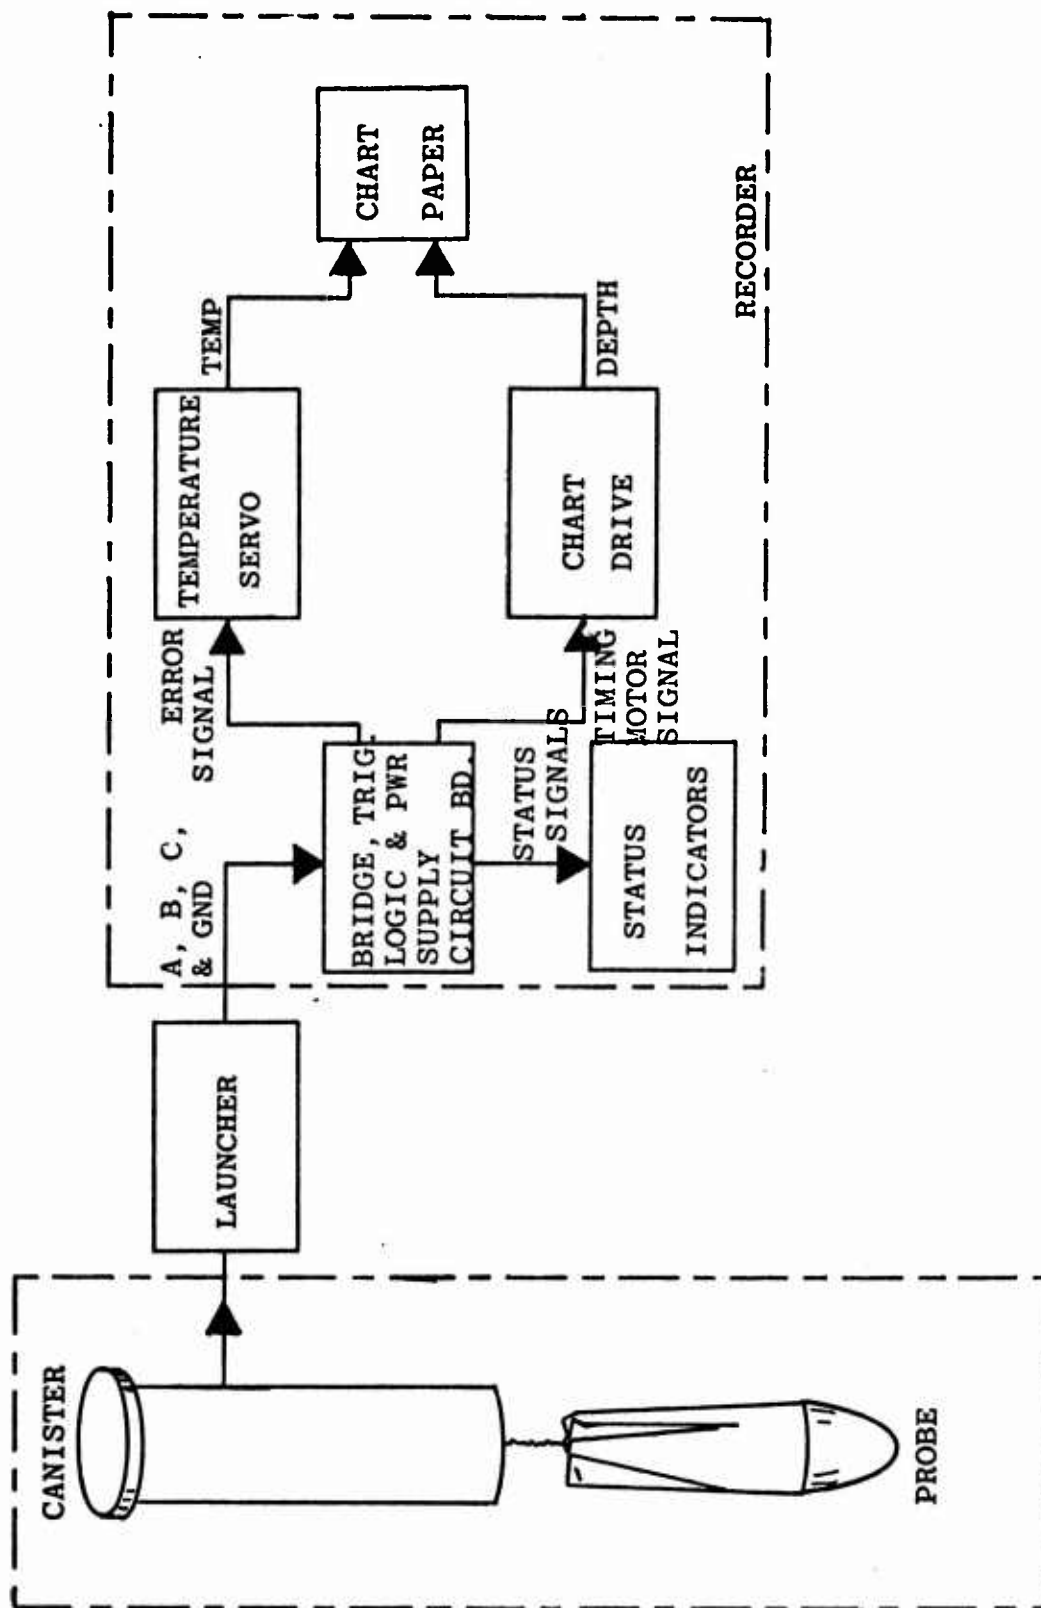 CANISTER
PROBE
LAUNCHER
A, B, C,
& GND
ERROR
SIGNAL
TEMPERATURE
SERVO
TEMP
CHART
PAPER
BRIDGE, TRIG.
LOGIC & PWR
SUPPLY
CIRCUIT BD.
STATUS
SIGNALS
TIMING
MOTOR
SIGNAL
CHART
DRIVE
DEPTH
STATUS
INDICATORS
RECORDER